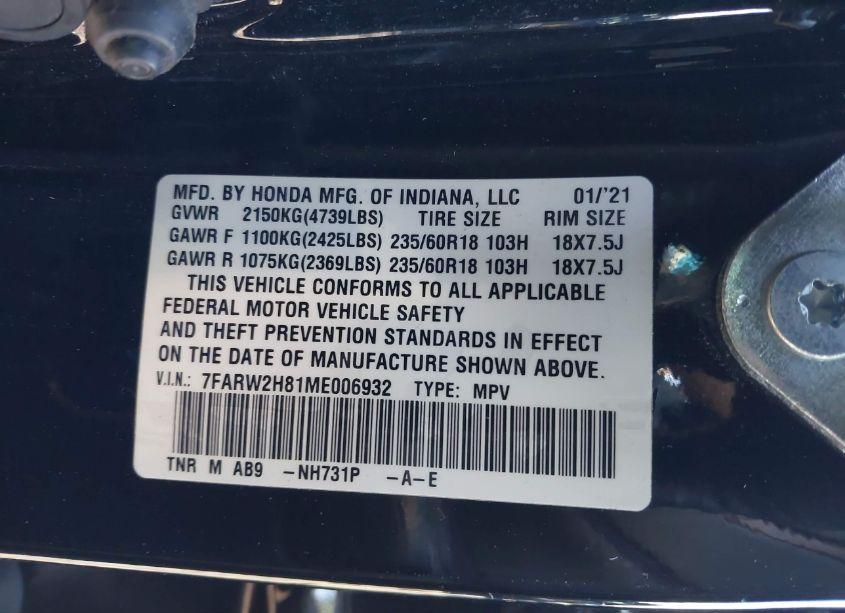 MFD. BY HONDA MFG. OF INDIANA, LLC 01/'21
GVWR 2150KG(4739LBS) TIRE SIZE RIM SIZE
GAWR F 1100KG(2425LBS) 235/60R18 103H 18X7.5J
GAWR R 1075KG(2369LBS) 235/60R18 103H 18X7.5J
THIS VEHICLE CONFORMS TO ALL APPLICABLE
FEDERAL MOTOR VEHICLE SAFETY
AND THEFT PREVENTION STANDARDS IN EFFECT
ON THE DATE OF MANUFACTURE SHOWN ABOVE.
V.I.N.: 7FARW2H81ME006932 TYPE: MPV
TNR M AB9 -NH731P -A-E